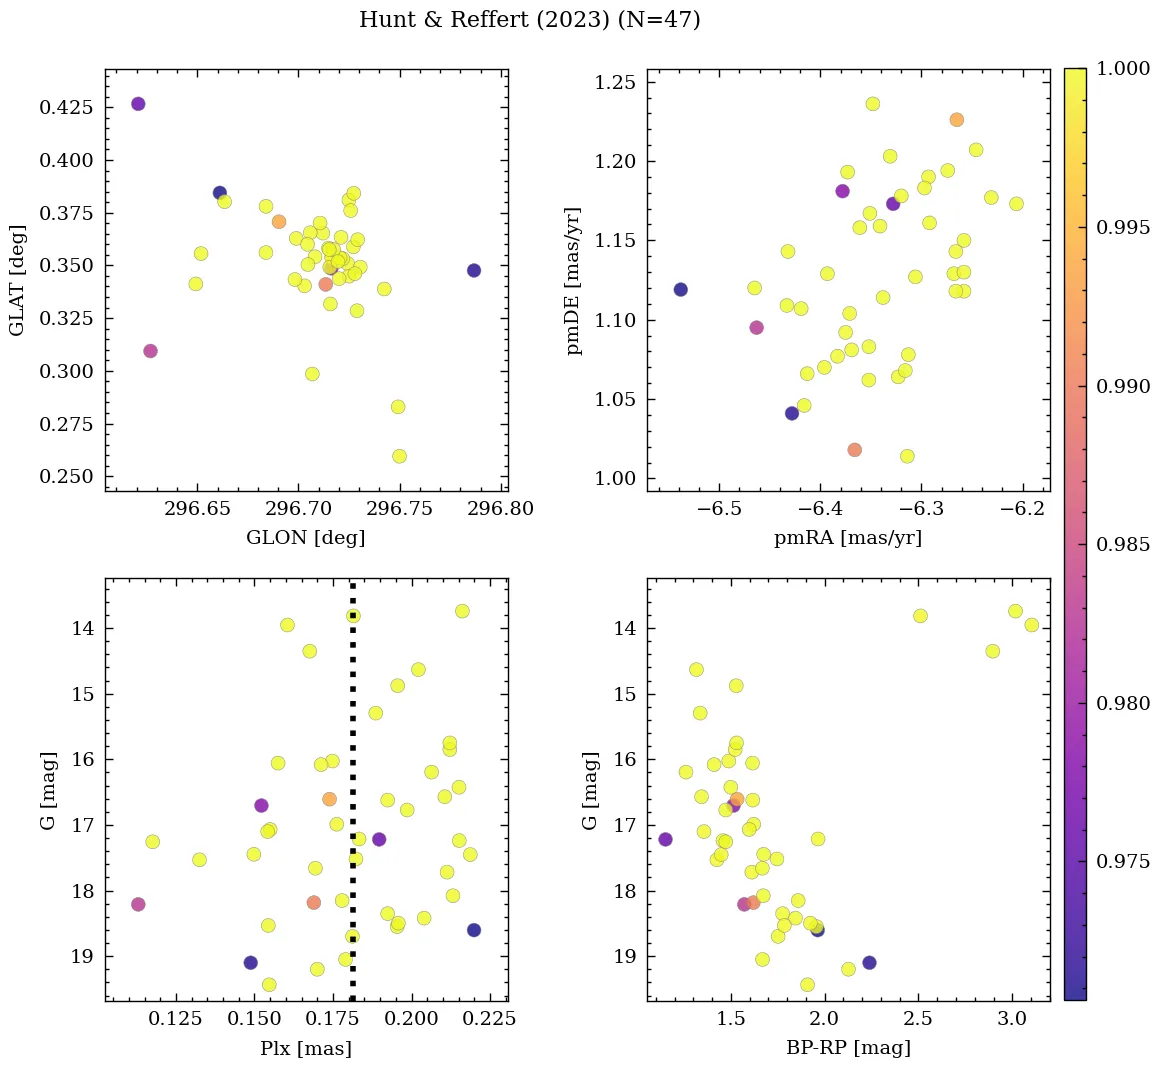 Hunt & Reffert (2023) (N=47)
0.425
0.400
0.375
0.350
0.325
0.300
0.275
0.250
GLAT [deg]
296.65 296.70 296.75 296.80
GLON [deg]
1.25
1.20
1.15
1.10
1.05
1.00
pmDE [mas/yr]
−6.5 −6.4 −6.3 −6.2
pmRA [mas/yr]
1.000
0.995
0.990
0.985
0.980
0.975
14
15
16
17
18
19
G [mag]
0.125 0.150 0.175 0.200 0.225
Plx [mas]
14
15
16
17
18
19
G [mag]
1.5 2.0 2.5 3.0
BP-RP [mag]